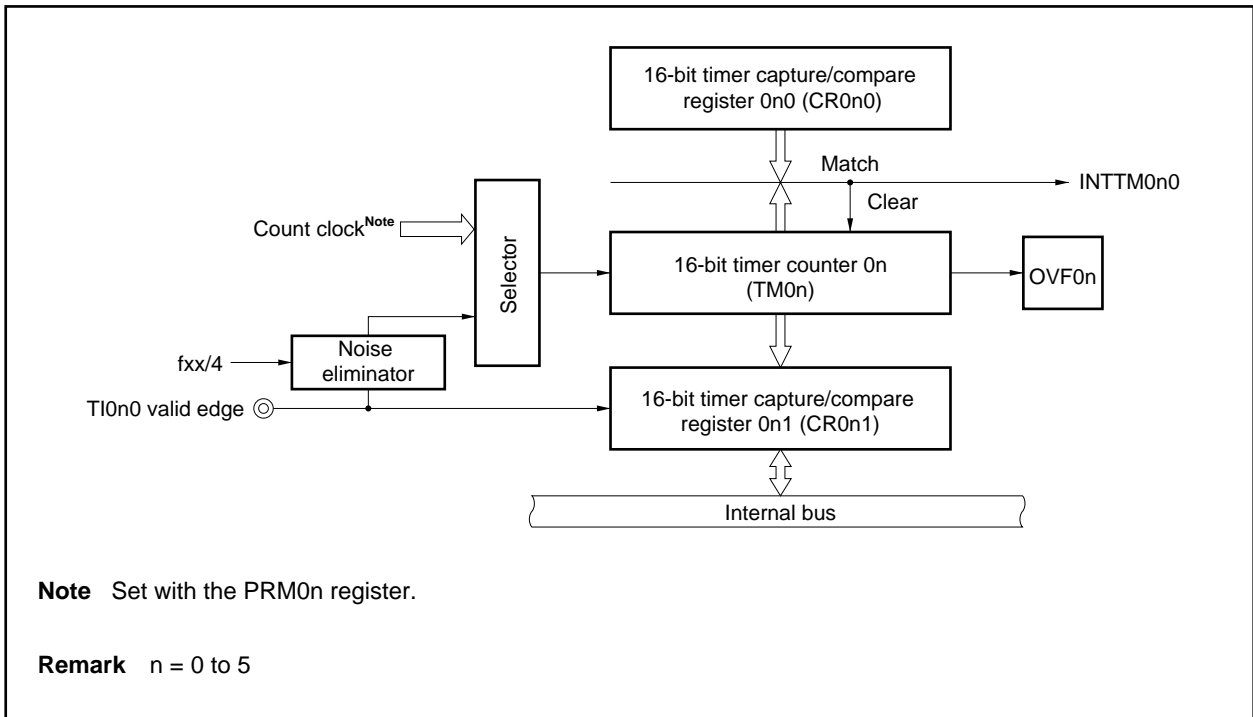 16-bit timer capture/compare
register 0n0 (CR0n0)
Match
INTTM0n0
Clear
Count clockNote
Selector
16-bit timer counter 0n
(TM0n)
OVF0n
fxx/4
Noise
eliminator
TI0n0 valid edge
16-bit timer capture/compare
register 0n1 (CR0n1)
Internal bus
Note Set with the PRM0n register.
Remark n = 0 to 5